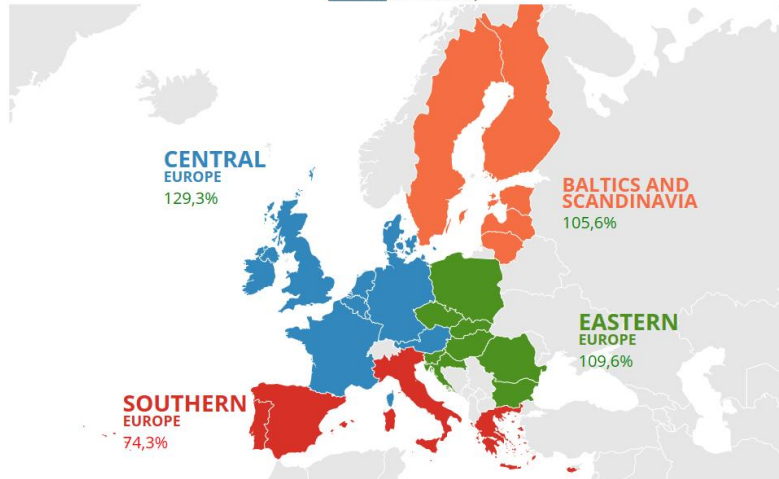 CENTRAL
EUROPE
129,3%
BALTICS AND
SCANDINAVIA
105,6%
EASTERN
EUROPE
109,6%
SOUTHERN
EUROPE
74,3%